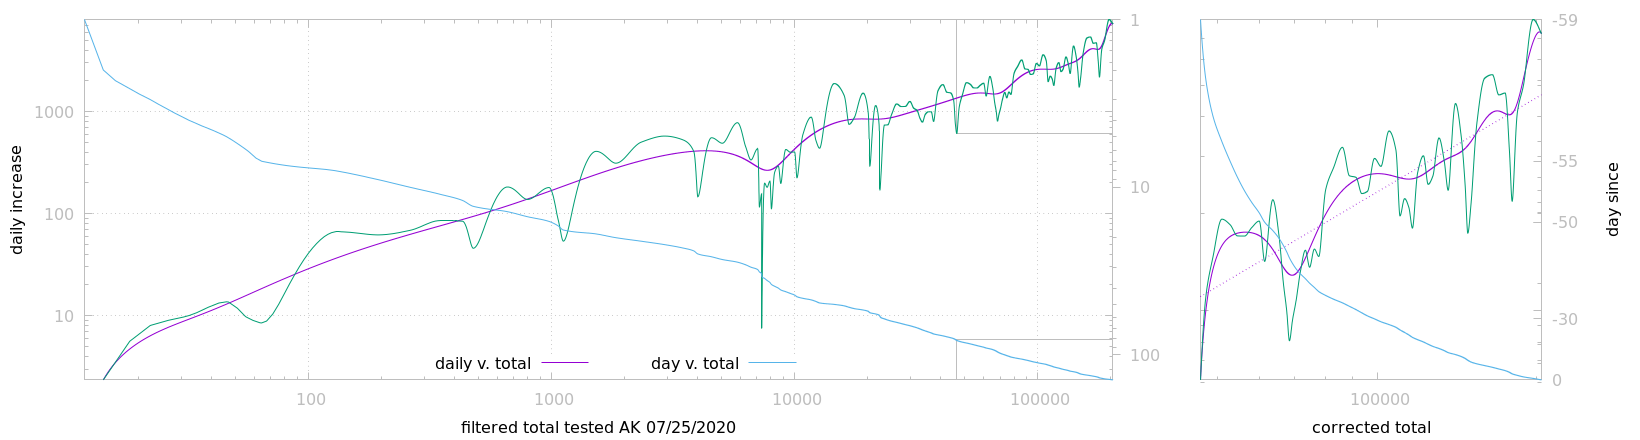 1
-59
1000
-55
daily increase
10
day since
100
-50
10
-30
daily v. total
day v. total
100
0
100
1000
10000
100000
100000
filtered total tested AK 07/25/2020
corrected total